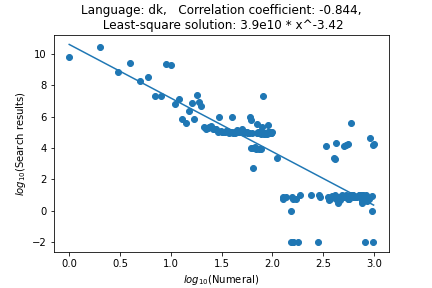 Language: dk, Correlation coefficient: -0.844,
Least-square solution: 3.9e10 * x^-3.42
log₁₀(Search results)
10
8
6
4
2
0
−2
0.0 0.5 1.0 1.5 2.0 2.5 3.0
log₁₀(Numeral)